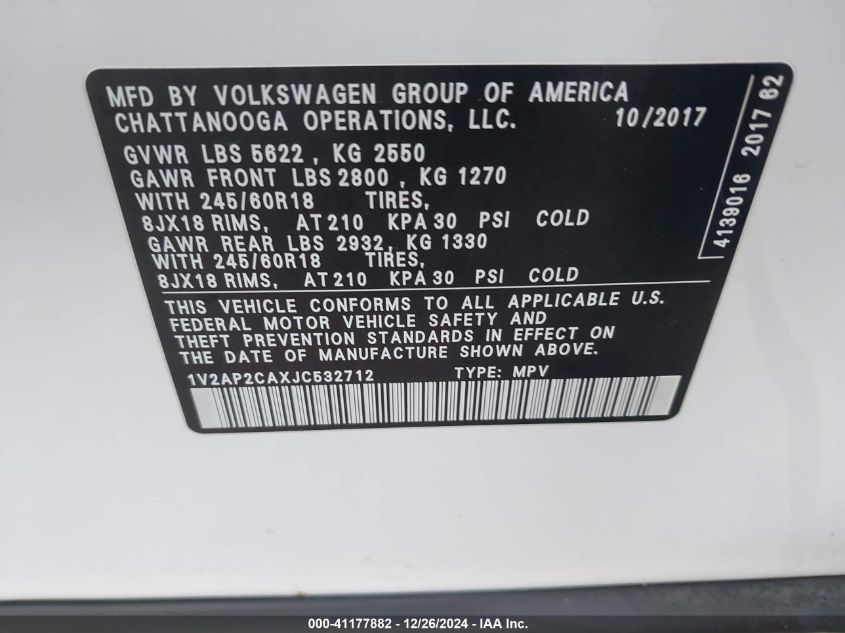 MFD BY VOLKSWAGEN GROUP OF AMERICA
CHATTANOOGA OPERATIONS, LLC. 10/2017
GVWR LBS 5622 , KG 2550
GAWR FRONT LBS 2800 , KG 1270
WITH 245/60R18 TIRES,
8JX18 RIMS, AT 210 KPA 30 PSI COLD
GAWR REAR LBS 2932, KG 1330
WITH 245/60R18 TIRES,
8JX18 RIMS, AT 210 KPA 30 PSI COLD
THIS VEHICLE CONFORMS TO ALL APPLICABLE U.S.
FEDERAL MOTOR VEHICLE SAFETY AND
THEFT PREVENTION STANDARDS IN EFFECT ON
THE DATE OF MANUFACTURE SHOWN ABOVE.
1V2AP2CAXJC532712 TYPE: MPV
4139016 2017 62
000-41177882 / 12/26/2024 - IAA Inc.